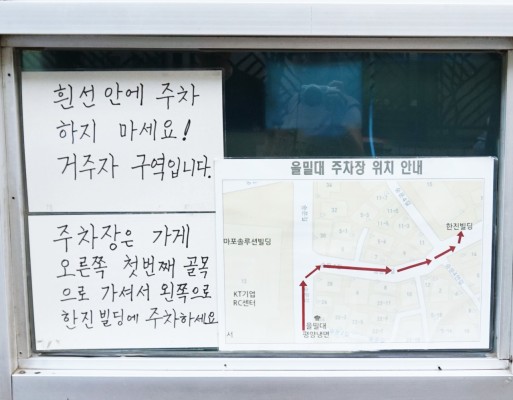 흰선 안에 주차
하지 마세요!
거주자 구역입니다.
주차장은 가게
오른쪽 첫번째 골목
으로 가셔서 왼쪽으로
한진빌딩에 주차하세요
을밀대 주차장 위치 안내
한진빌딩
마포솔루션빌딩
KT기업
RC센터
서
을밀대
평양냉면